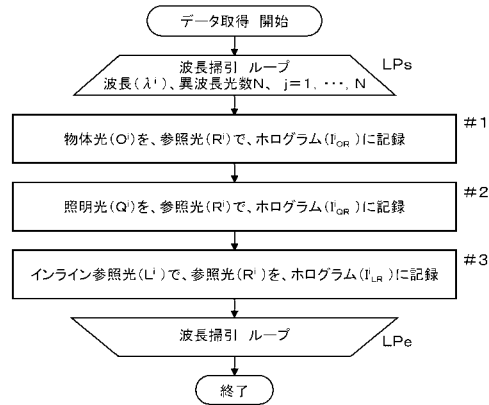 データ取得 開始
波長掃引 ループ
LPs
波長(λʲ)、異波長光数N、 j=1, ・・・, N
#1
物体光(Oʲ)を、参照光(Rʲ)で、ホログラム(Iʲ_OR)に記録
#2
照明光(Qʲ)を、参照光(Rʲ)で、ホログラム(Iʲ_QR)に記録
#3
インライン参照光(Lʲ)で、参照光(Rʲ)を、ホログラム(Iʲ_LR)に記録
波長掃引 ループ
LPe
終了